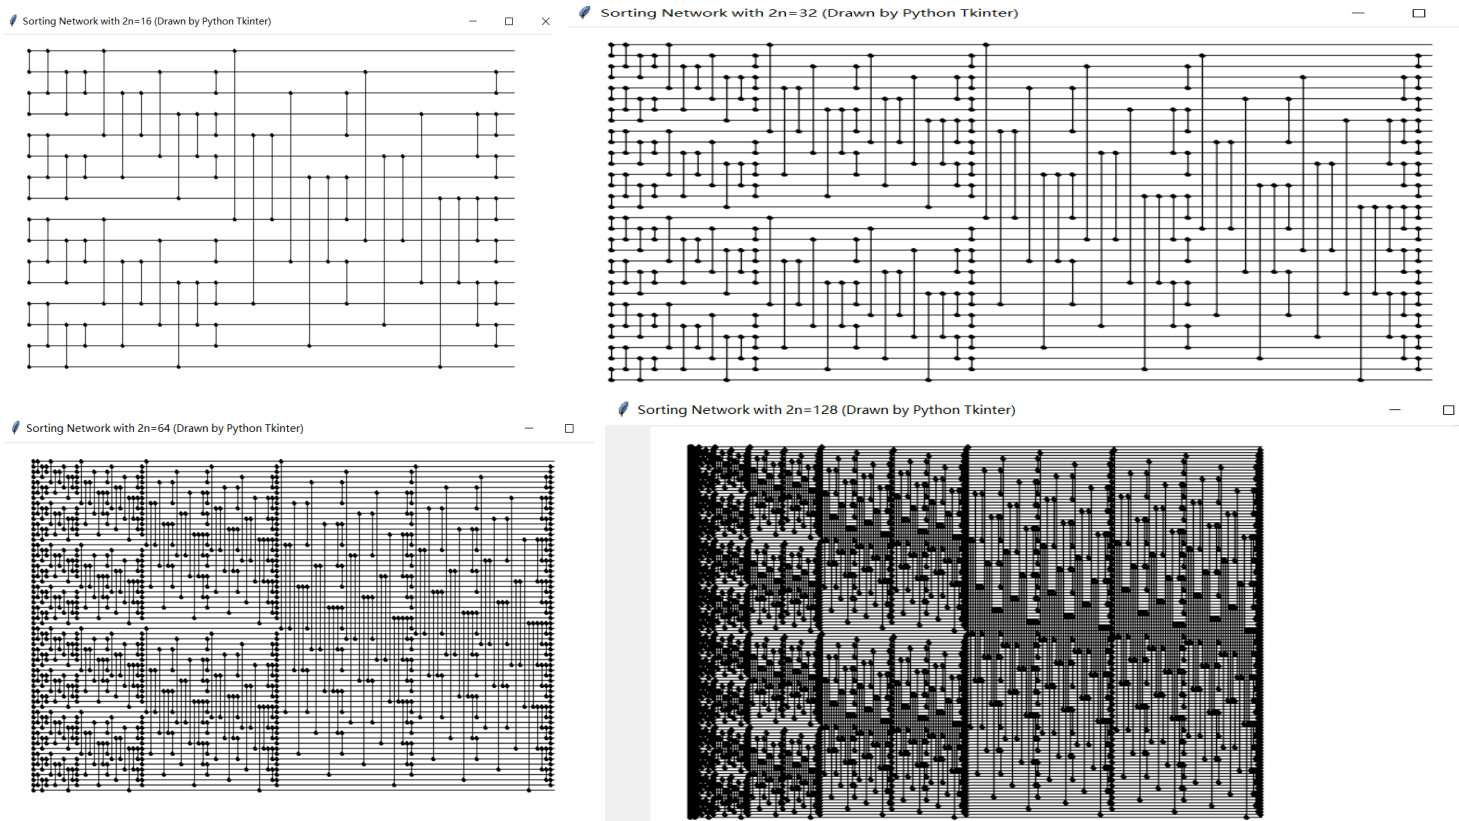 Sorting Network with 2n=16 (Drawn by Python Tkinter)
Sorting Network with 2n=32 (Drawn by Python Tkinter)
Sorting Network with 2n=64 (Drawn by Python Tkinter)
Sorting Network with 2n=128 (Drawn by Python Tkinter)